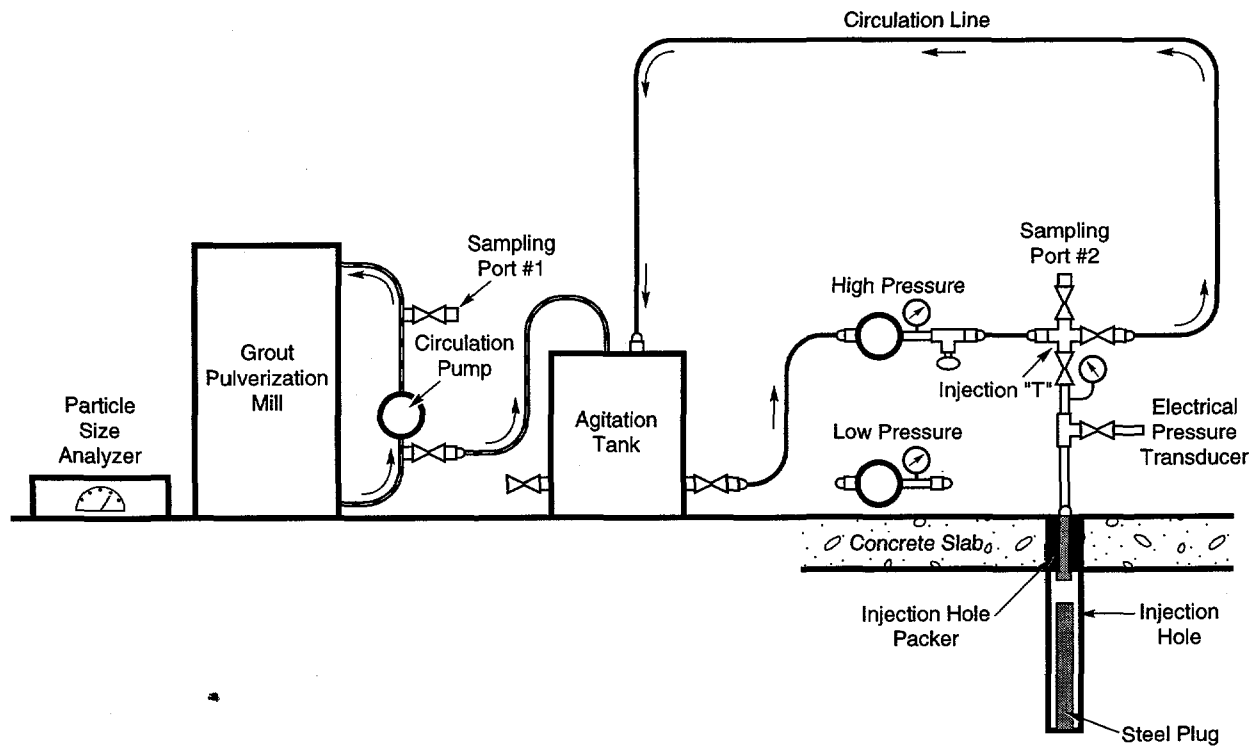 Circulation Line
Sampling
Port #1
Sampling
Port #2
High Pressure
Circulation
Pump
Grout
Pulverization
Mill
Injection "T"
Particle
Size
Analyzer
Agitation
Tank
Low Pressure
Electrical
Pressure
Transducer
Concrete Slab
Injection Hole
Packer
Injection
Hole
Steel Plug